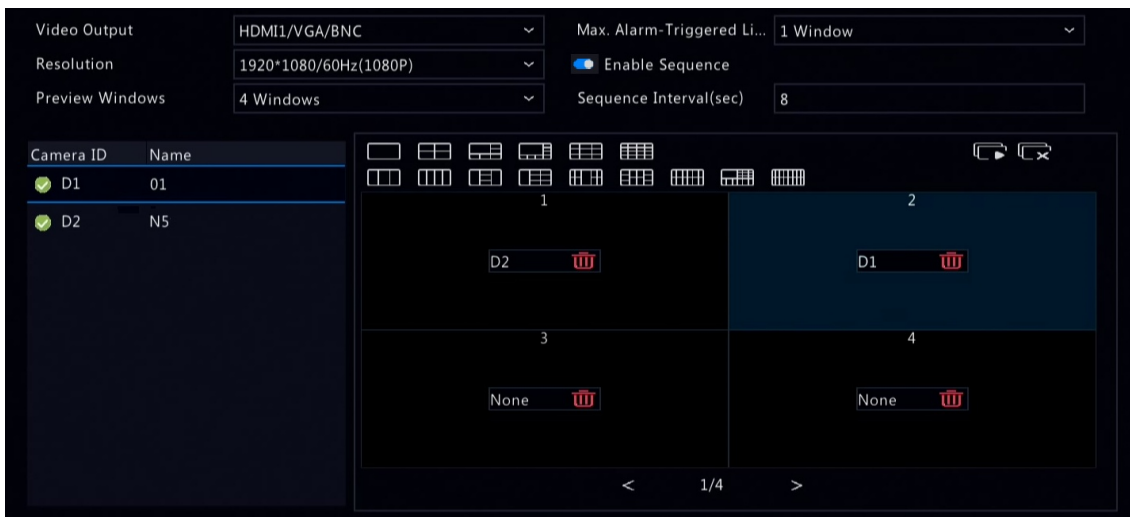 Video Output HDMI1/VGA/BNC Max. Alarm-Triggered Li... 1 Window
Resolution 1920*1080/60Hz(1080P) Enable Sequence
Preview Windows 4 Windows Sequence Interval(sec) 8
Camera ID Name
D1 01
D2 N5
1 2
D2 D1
3 4
None None
< 1/4 >